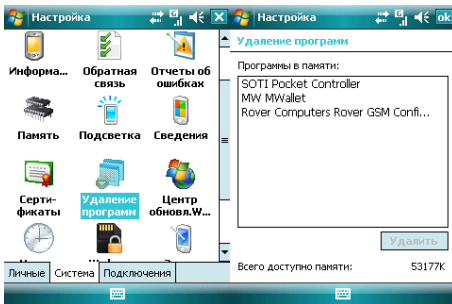 Настройка
Информа...
Обратная
связь
Отчеты об
ошибках
Память
Подсветка
Сведения
Серти-
фикаты
Удаление
программ
Центр
обновл.W...
Личные
Система
Подключения
Настройка
ok
Удаление программ
Программы в памяти:
SOTI Pocket Controller
MW MWallet
Rover Computers Rover GSM Confi...
Удалить
Всего доступно памяти: 53177K